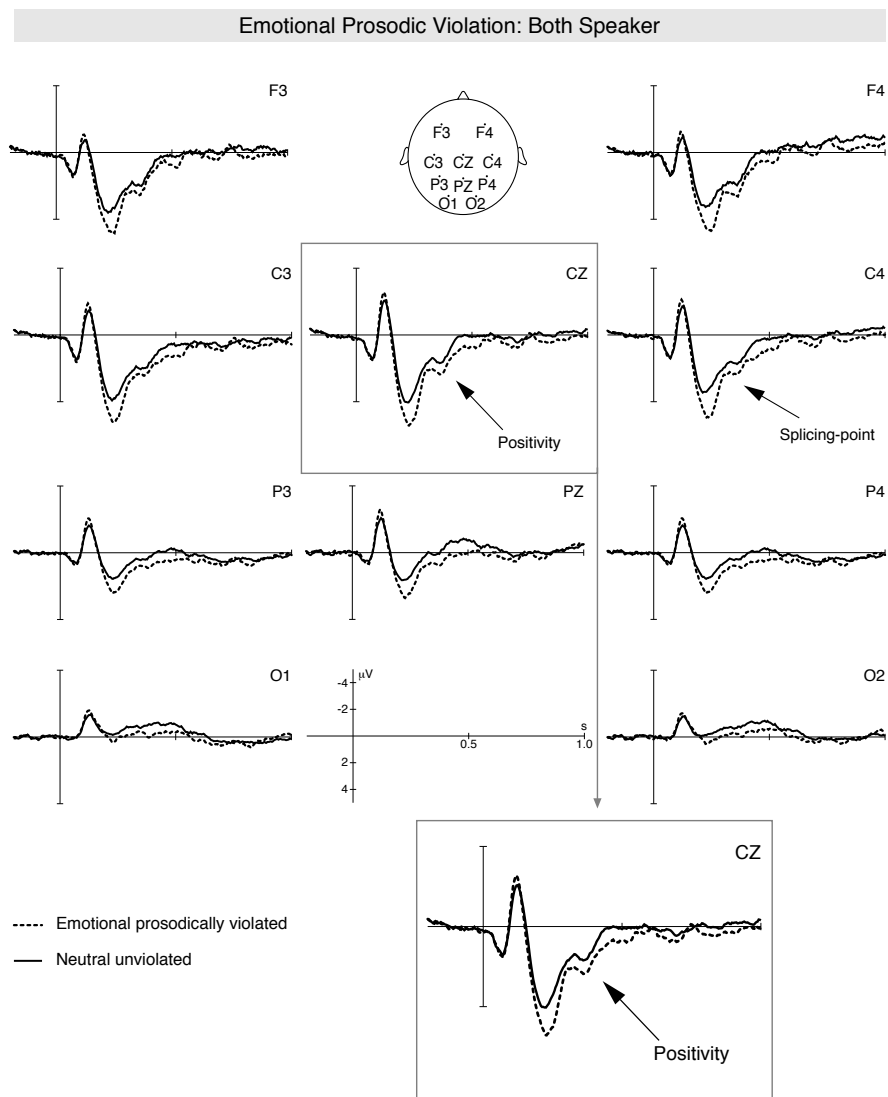 Emotional Prosodic Violation: Both Speaker
F3
F4
F3 F4
C3 CZ C4
P3 PZ P4
O1 O2
C3
CZ
C4
Positivity
Splicing-point
P3
PZ
P4
O1
O2
-4 µV
-2
s
0.5 1.0
2
4
CZ
Emotional prosodically violated
Neutral unviolated
Positivity